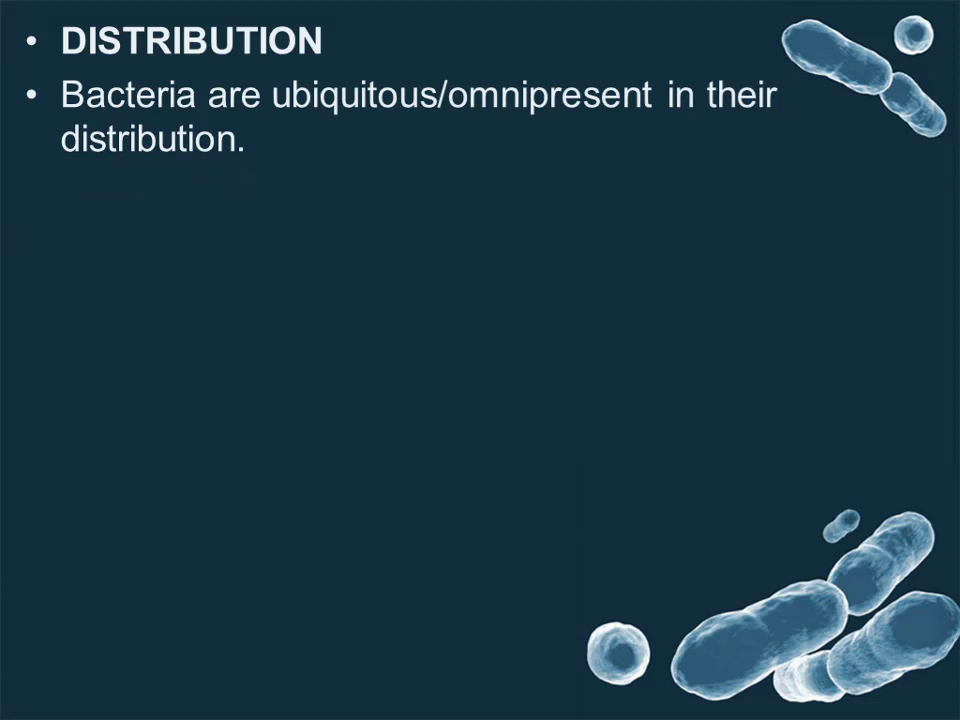 • DISTRIBUTION
• Bacteria are ubiquitous/omnipresent in their
distribution.